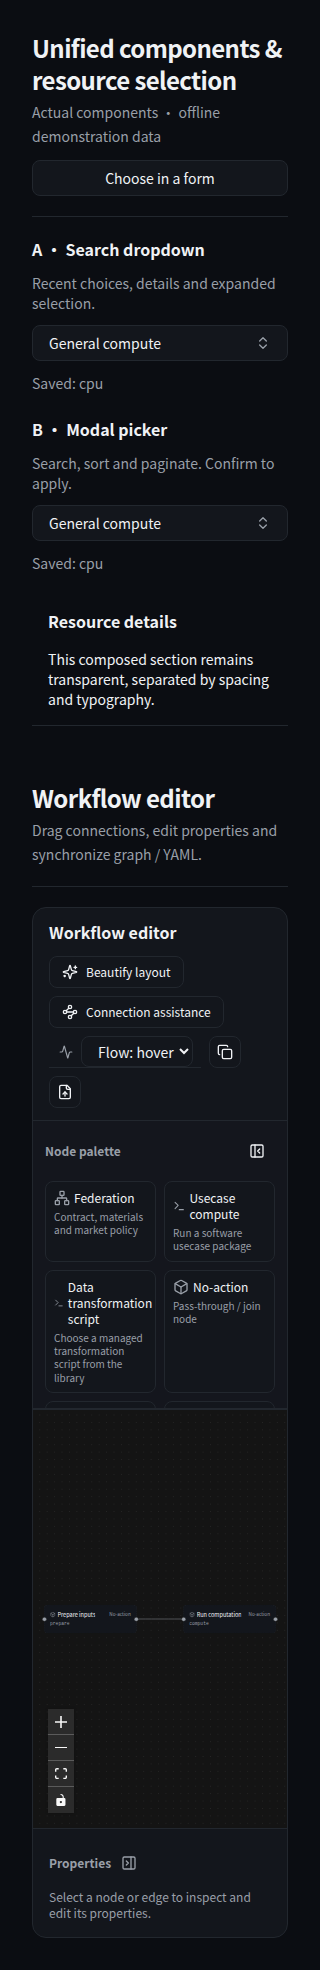 Unified components &
resource selection
Actual components • offline
demonstration data
Choose in a form
A • Search dropdown
Recent choices, details and expanded
selection.
General compute
Saved: cpu
B • Modal picker
Search, sort and paginate. Confirm to
apply.
General compute
Saved: cpu
Resource details
This composed section remains
transparent, separated by spacing
and typography.
Workflow editor
Drag connections, edit properties and
synchronize graph / YAML.
Workflow editor
Beautify layout
Connection assistance
Flow: hover
Node palette
Federation
Contract, materials
and market policy
Usecase
compute
Run a software
usecase package
Data
transformation
script
Choose a managed
transformation
script from the
library
No-action
Pass-through / join
node
Prepare inputs No-action
prepare
Run computation No-action
compute
Properties
Select a node or edge to inspect and
edit its properties.